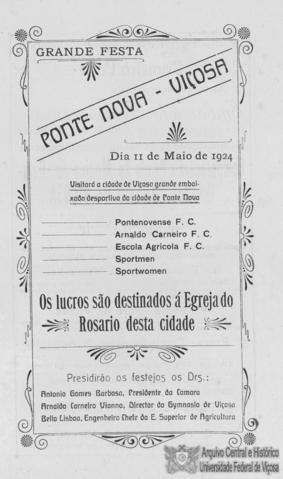 GRANDE FESTA
PONTE NOVA - VIÇOSA
Dia 11 de Maio de 1924
Visitará a cidade de Viçosa grande embai-
xada desportiva da cidade de Ponte Nova
Pontenovense F. C.
Arnaldo Carneiro F. C.
Escola Agricola F. C.
Sportmen
Sportwomen
Os lucros são destinados á Egreja do
Rosario desta cidade
Presidirão os festejos os Drs.:
Antonio Gomes Barbosa, Presidente da Camara
Arnaldo Carneiro Vianna, Director do Gymnasio de Viçosa
Bello Lisboa, Engenheiro Chefe da E. Superior de Agricultura
Arquivo Central e Histórico
Universidade Federal de Viçosa